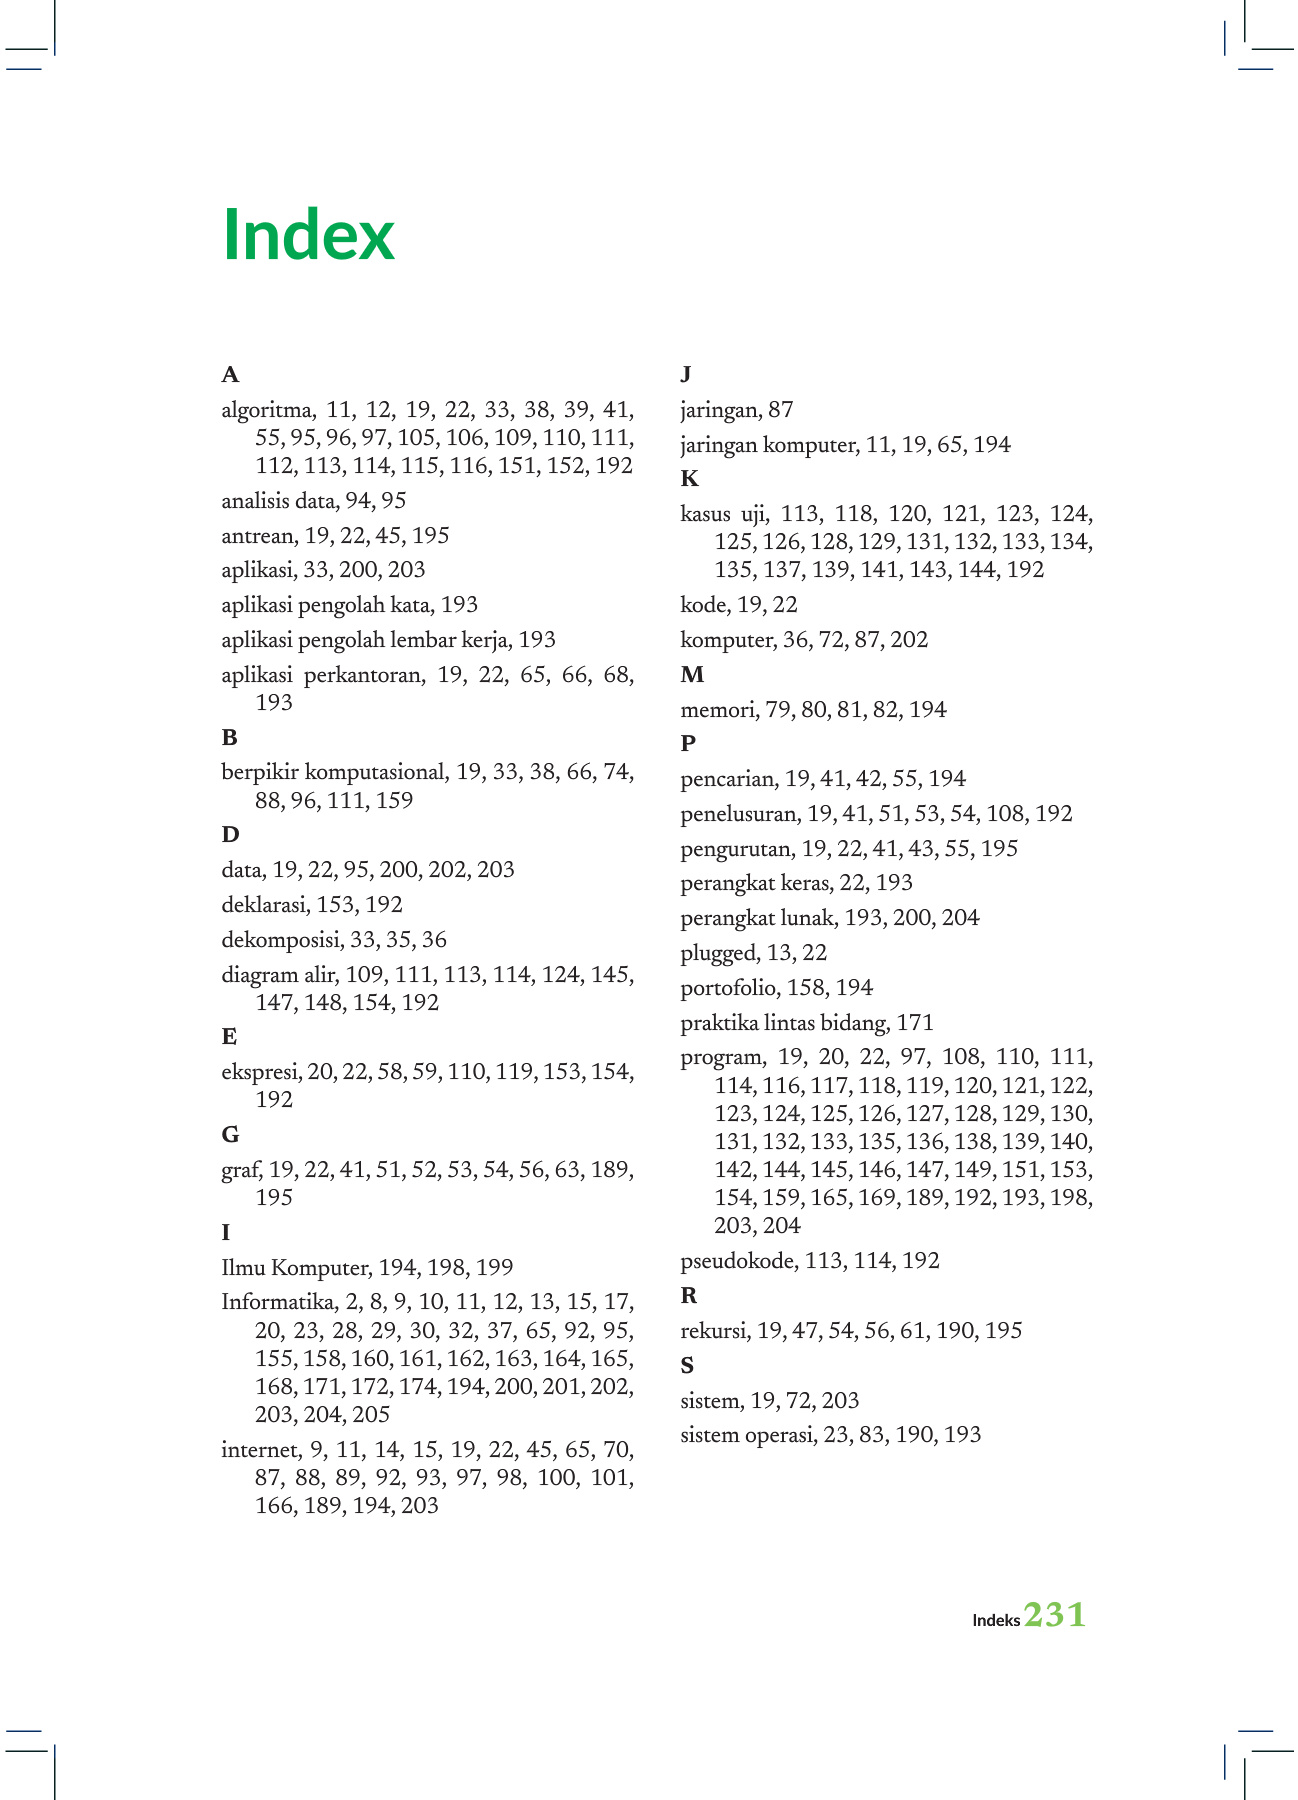 Index
A
algoritma, 11, 12, 19, 22, 33, 38, 39, 41,
55, 95, 96, 97, 105, 106, 109, 110, 111,
112, 113, 114, 115, 116, 151, 152, 192
analisis data, 94, 95
antrean, 19, 22, 45, 195
aplikasi, 33, 200, 203
aplikasi pengolah kata, 193
aplikasi pengolah lembar kerja, 193
aplikasi perkantoran, 19, 22, 65, 66, 68,
193
B
berpikir komputasional, 19, 33, 38, 66, 74,
88, 96, 111, 159
D
data, 19, 22, 95, 200, 202, 203
deklarasi, 153, 192
dekomposisi, 33, 35, 36
diagram alir, 109, 111, 113, 114, 124, 145,
147, 148, 154, 192
E
ekspresi, 20, 22, 58, 59, 110, 119, 153, 154,
192
G
graf, 19, 22, 41, 51, 52, 53, 54, 56, 63, 189,
195
I
Ilmu Komputer, 194, 198, 199
Informatika, 2, 8, 9, 10, 11, 12, 13, 15, 17,
20, 23, 28, 29, 30, 32, 37, 65, 92, 95,
155, 158, 160, 161, 162, 163, 164, 165,
168, 171, 172, 174, 194, 200, 201, 202,
203, 204, 205
internet, 9, 11, 14, 15, 19, 22, 45, 65, 70,
87, 88, 89, 92, 93, 97, 98, 100, 101,
166, 189, 194, 203
J
jaringan, 87
jaringan komputer, 11, 19, 65, 194
K
kasus uji, 113, 118, 120, 121, 123, 124,
125, 126, 128, 129, 131, 132, 133, 134,
135, 137, 139, 141, 143, 144, 192
kode, 19, 22
komputer, 36, 72, 87, 202
M
memori, 79, 80, 81, 82, 194
P
pencarian, 19, 41, 42, 55, 194
penelusuran, 19, 41, 51, 53, 54, 108, 192
pengurutan, 19, 22, 41, 43, 55, 195
perangkat keras, 22, 193
perangkat lunak, 193, 200, 204
plugged, 13, 22
portofolio, 158, 194
praktika lintas bidang, 171
program, 19, 20, 22, 97, 108, 110, 111,
114, 116, 117, 118, 119, 120, 121, 122,
123, 124, 125, 126, 127, 128, 129, 130,
131, 132, 133, 135, 136, 138, 139, 140,
142, 144, 145, 146, 147, 149, 151, 153,
154, 159, 165, 169, 189, 192, 193, 198,
203, 204
pseudokode, 113, 114, 192
R
rekursi, 19, 47, 54, 56, 61, 190, 195
S
sistem, 19, 72, 203
sistem operasi, 23, 83, 190, 193
Indeks 231